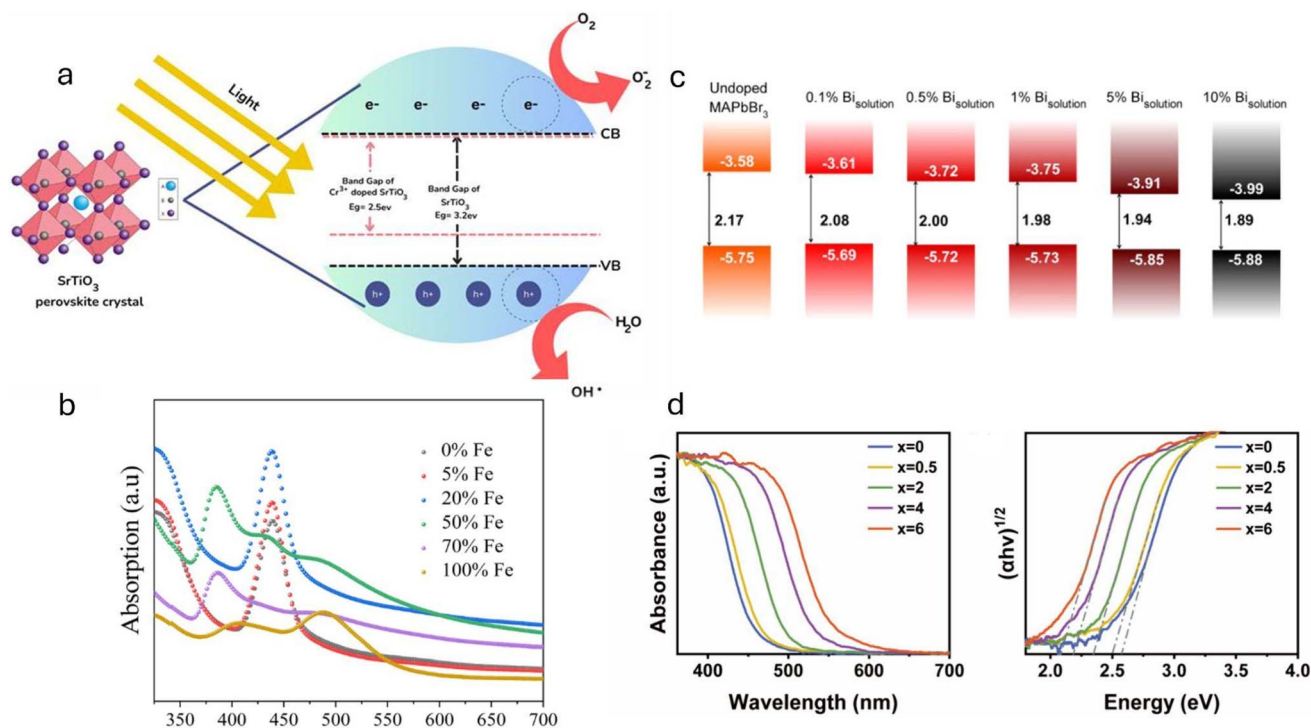 a
Light
SrTiO₃
perovskite crystal
e- e- e- e-
O₂
O₂⁻
CB
Band Gap of
Cr³⁺ doped SrTiO₃
Eg= 2.5ev
Band Gap of
SrTiO₃
Eg= 3.2ev
VB
h+ h+ h+ h+
H₂O
OH •
c
Undoped
MAPbBr₃
0.1% Bi_solution
0.5% Bi_solution
1% Bi_solution
5% Bi_solution
10% Bi_solution
-3.58
-3.61
-3.72
-3.75
-3.91
-3.99
2.17
2.08
2.00
1.98
1.94
1.89
-5.75
-5.69
-5.72
-5.73
-5.85
-5.88
b
Absorption (a.u)
0% Fe
5% Fe
20% Fe
50% Fe
70% Fe
100% Fe
350 400 450 500 550 600 650 700
d
Absorbance (a.u.)
x=0
x=0.5
x=2
x=4
x=6
400 500 600 700
Wavelength (nm)
(αhν)^1/2
x=0
x=0.5
x=2
x=4
x=6
2.0 2.5 3.0 3.5 4.0
Energy (eV)